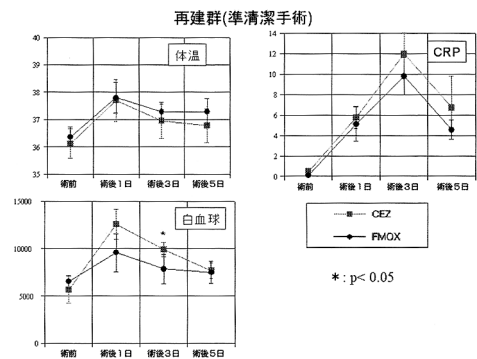 再建群(準清潔手術)
40
39
38
37
36
35
体温
術前 術後1日 術後3日 術後5日
14
12
10
8
6
4
2
0
CRP
術前 術後1日 術後3日 術後5日
15000
10000
5000
0
白血球
*
術前 術後1日 術後3日 術後5日
CEZ
FMOX
*: p< 0.05